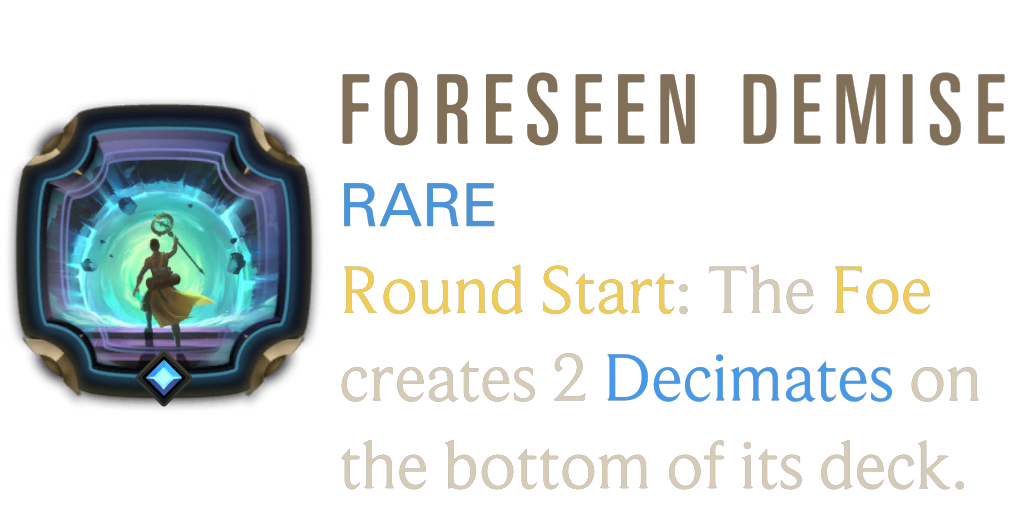 FORESEEN DEMISE
RARE
Round Start: The Foe
creates 2 Decimates on
the bottom of its deck.